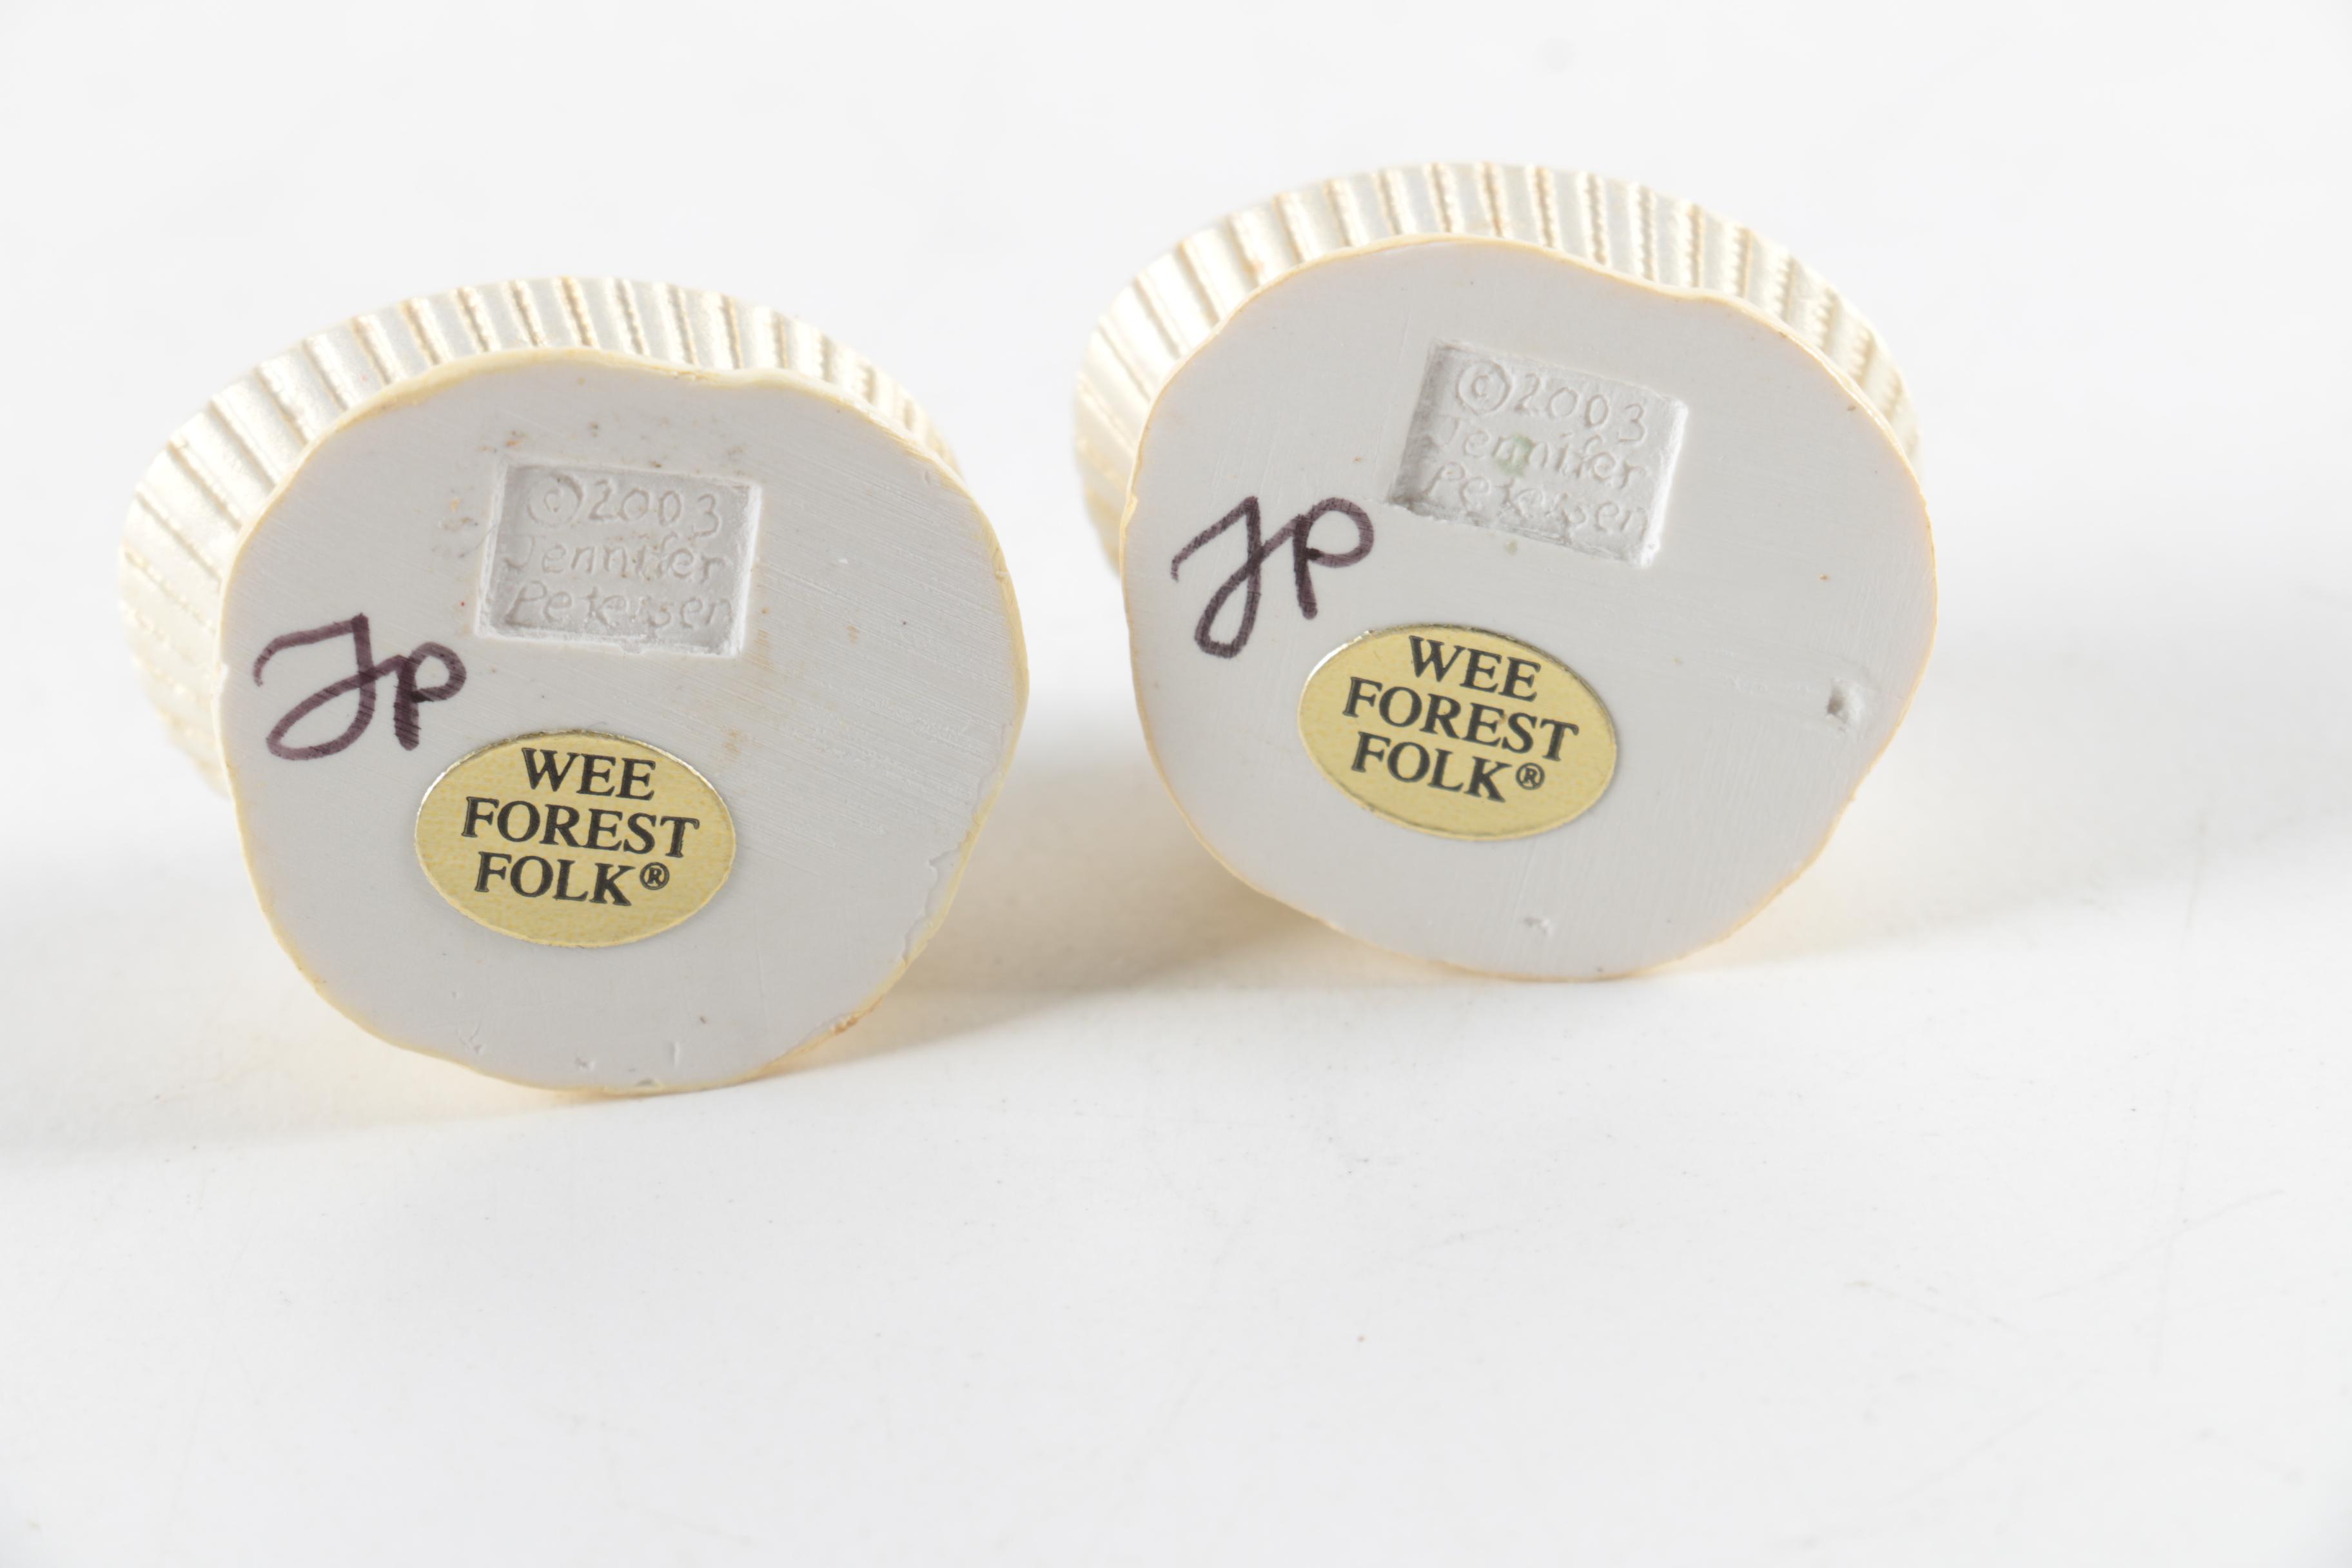 ©2003
Jennifer
Petersen
JP
WEE
FOREST
FOLK®
©2003
Jennifer
Petersen
JP
WEE
FOREST
FOLK®